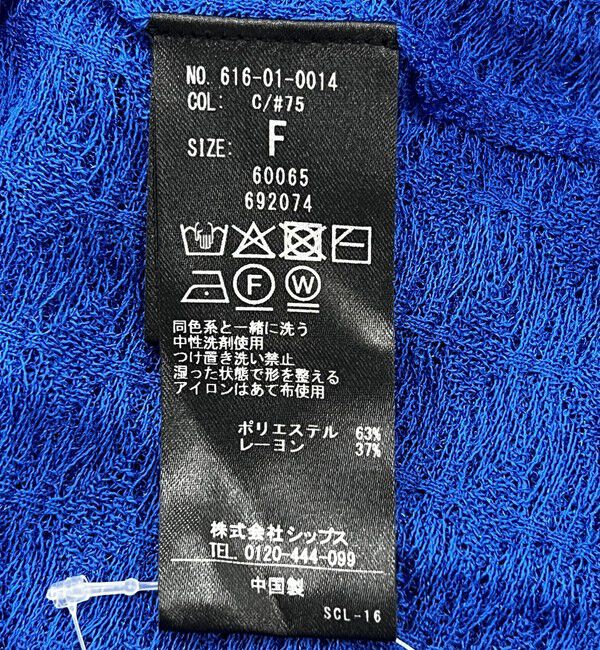 NO. 616-01-0014
COL: C/#75
SIZE: F
60065
692074
F
W
同色系と一緒に洗う
中性洗剤使用
つけ置き洗い禁止
湿った状態で形を整える
アイロンはあて布使用
ポリエステル 63%
レーヨン 37%
株式会社シップス
TEL 0120-444-099
中国製
SCL-16